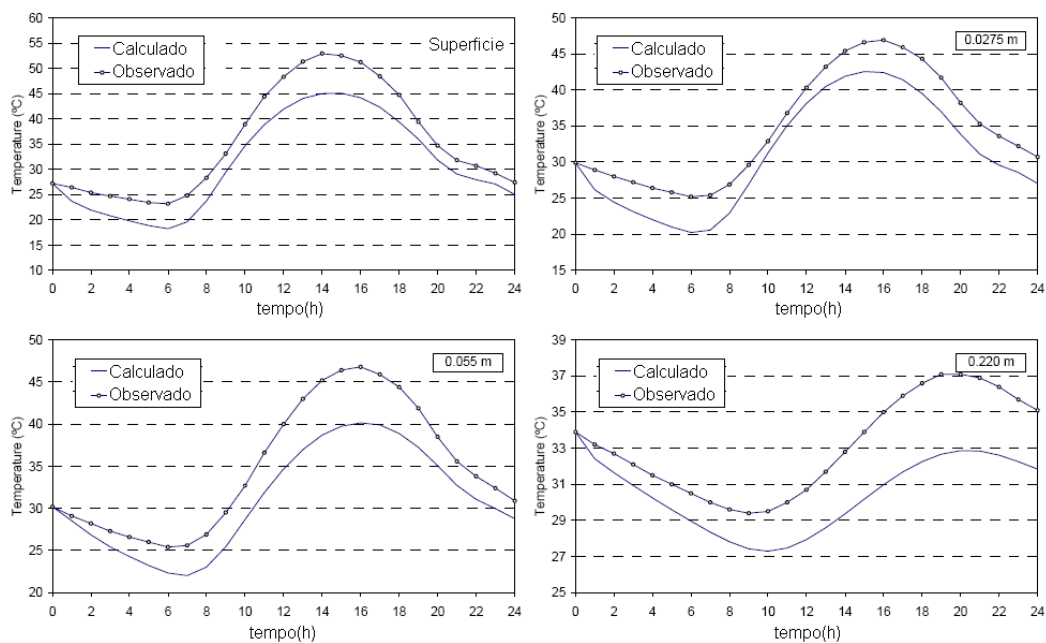 60
55
50
45
40
35
30
25
20
15
10
Temperature (ºC)
Calculado
Observado
Superficie
0 2 4 6 8 10 12 14 16 18 20 22 24
tempo(h)
50
45
40
35
30
25
20
15
Temperature (ºC)
Calculado
Observado
0.0275 m
0 2 4 6 8 10 12 14 16 18 20 22 24
tempo(h)
50
45
40
35
30
25
20
Temperature (ºC)
Calculado
Observado
0.055 m
0 2 4 6 8 10 12 14 16 18 20 22 24
tempo(h)
39
37
35
33
31
29
27
25
Temperature (ºC)
Calculado
Observado
0.220 m
0 2 4 6 8 10 12 14 16 18 20 22 24
tempo(h)